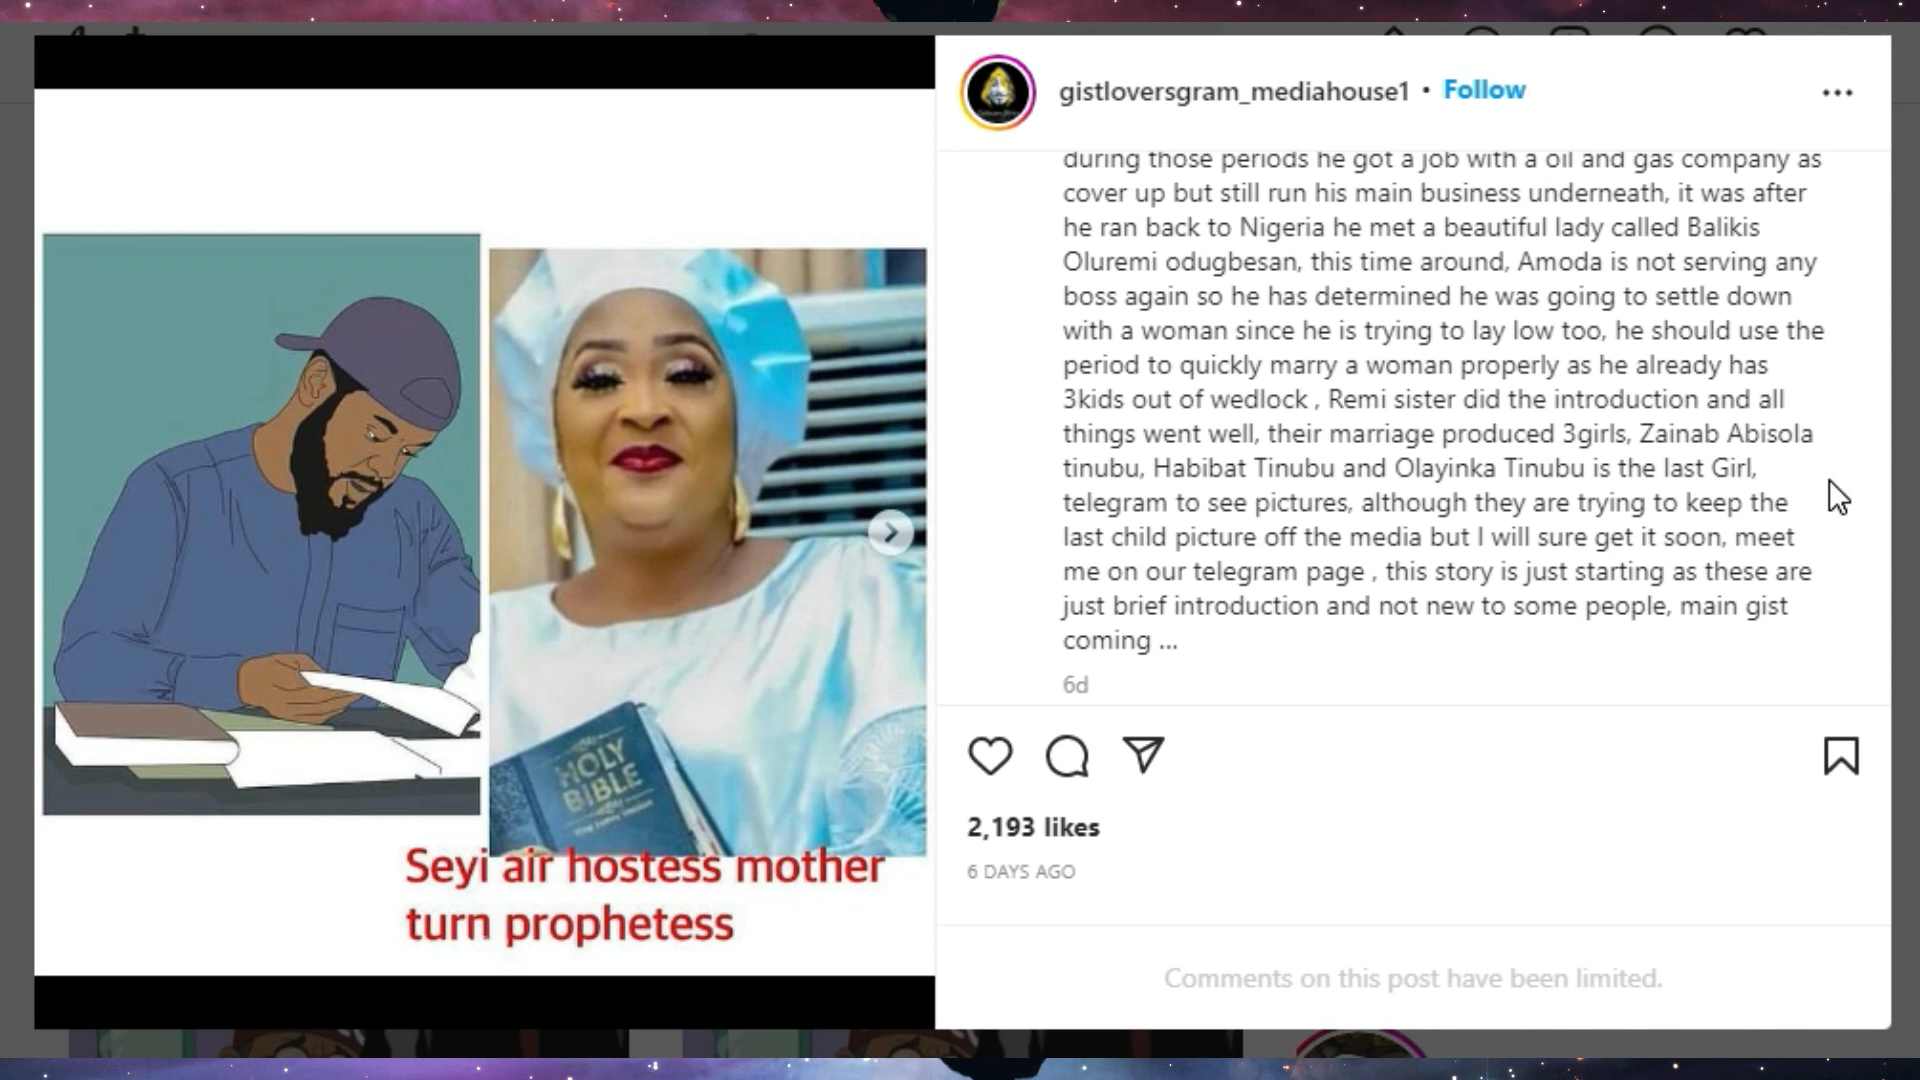 HOLY
BIBLE
Seyi air hostess mother
turn prophetess
gistloversgram_mediahouse1 • Follow
during those periods he got a job with a oil and gas company as
cover up but still run his main business underneath, it was after
he ran back to Nigeria he met a beautiful lady called Balikis
Oluremi odugbesan, this time around, Amoda is not serving any
boss again so he has determined he was going to settle down
with a woman since he is trying to lay low too, he should use the
period to quickly marry a woman properly as he already has
3kids out of wedlock , Remi sister did the introduction and all
things went well, their marriage produced 3girls, Zainab Abisola
tinubu, Habibat Tinubu and Olayinka Tinubu is the last Girl,
telegram to see pictures, although they are trying to keep the
last child picture off the media but I will sure get it soon, meet
me on our telegram page , this story is just starting as these are
just brief introduction and not new to some people, main gist
coming ...
6d
2,193 likes
6 DAYS AGO
Comments on this post have been limited.